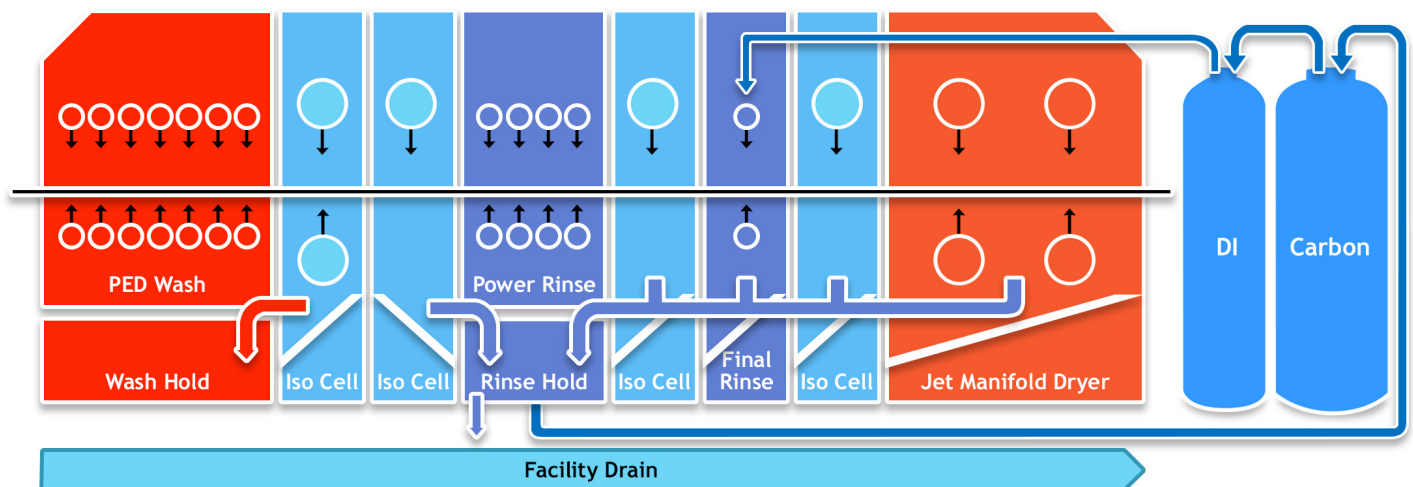 PED Wash
Power Rinse
DI
Carbon
Wash Hold
Iso Cell
Iso Cell
Rinse Hold
Iso Cell
Final
Rinse
Iso Cell
Jet Manifold Dryer
Facility Drain